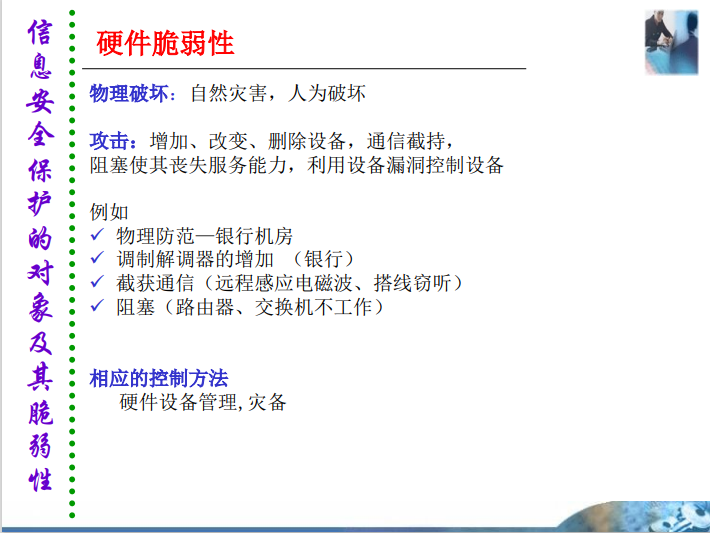 信息安全保护的对象及其脆弱性
硬件脆弱性
物理破坏：自然灾害，人为破坏
攻击：增加、改变、删除设备，通信截持，
阻塞使其丧失服务能力，利用设备漏洞控制设备
例如
✓ 物理防范—银行机房
✓ 调制解调器的增加 （银行）
✓ 截获通信（远程感应电磁波、搭线窃听）
✓ 阻塞（路由器、交换机不工作）
相应的控制方法
硬件设备管理,灾备